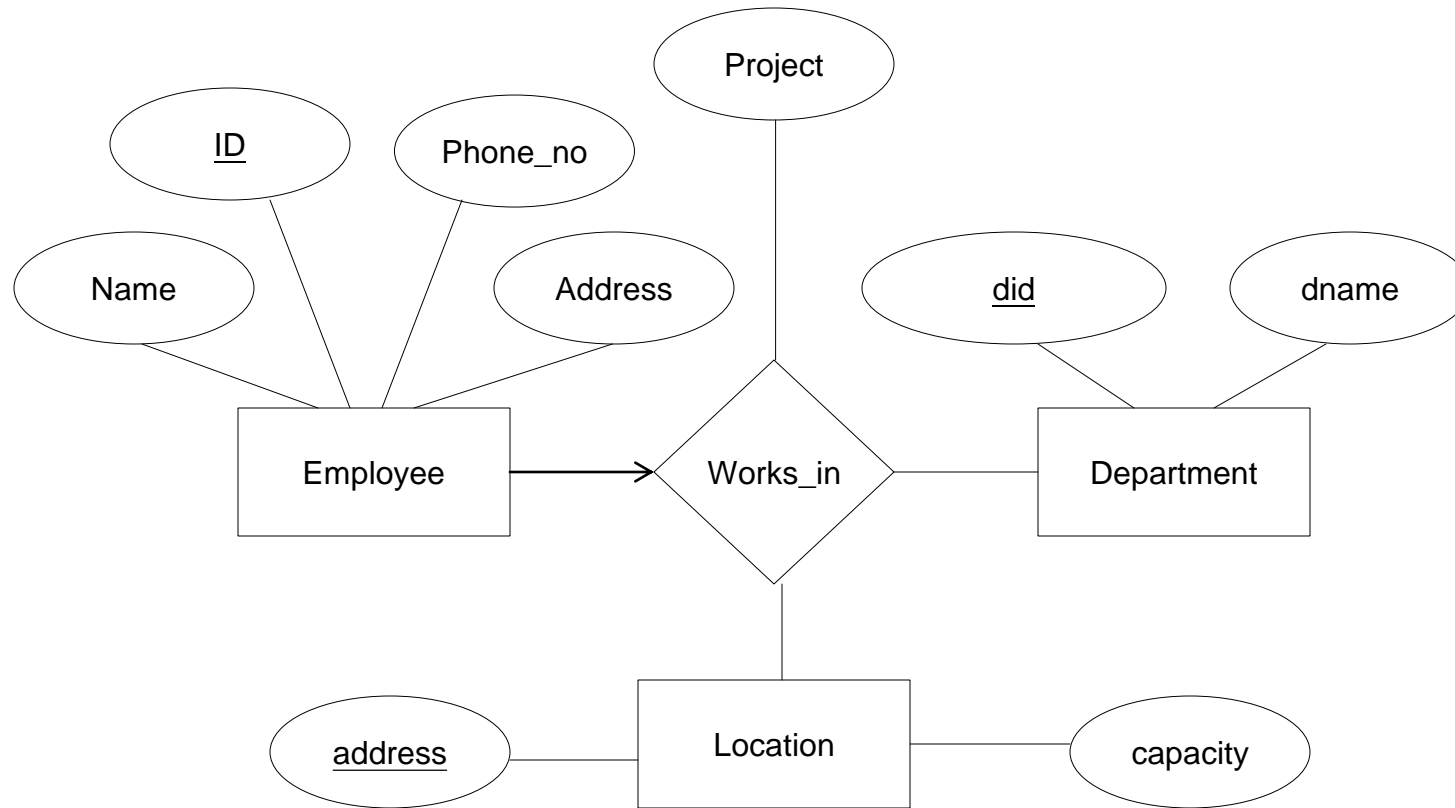 Project
ID
Phone_no
Name
Address
did
dname
Employee
Works_in
Department
address
Location
capacity